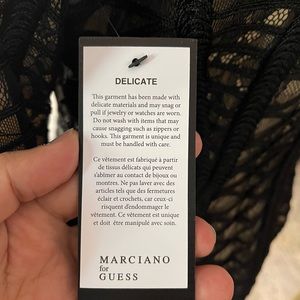 DELICATE
This garment has been made with
delicate materials and may snag or
pull if jewelry or watches are worn.
Do not wash with items that may
cause snagging such as zippers or
hooks. This garment is unique and
must be handled with care.
Ce vêtement est fabriqué à partir
de tissus délicats qui peuvent
s'abîmer au contact de bijoux ou
montres. Ne pas laver avec des
articles tels que des fermetures
éclair et crochets, car ceux-ci
risquent d'endommager le
vêtement. Ce vêtement est unique
et doit être manipulé avec soin.
MARCIANO
for
GUESS